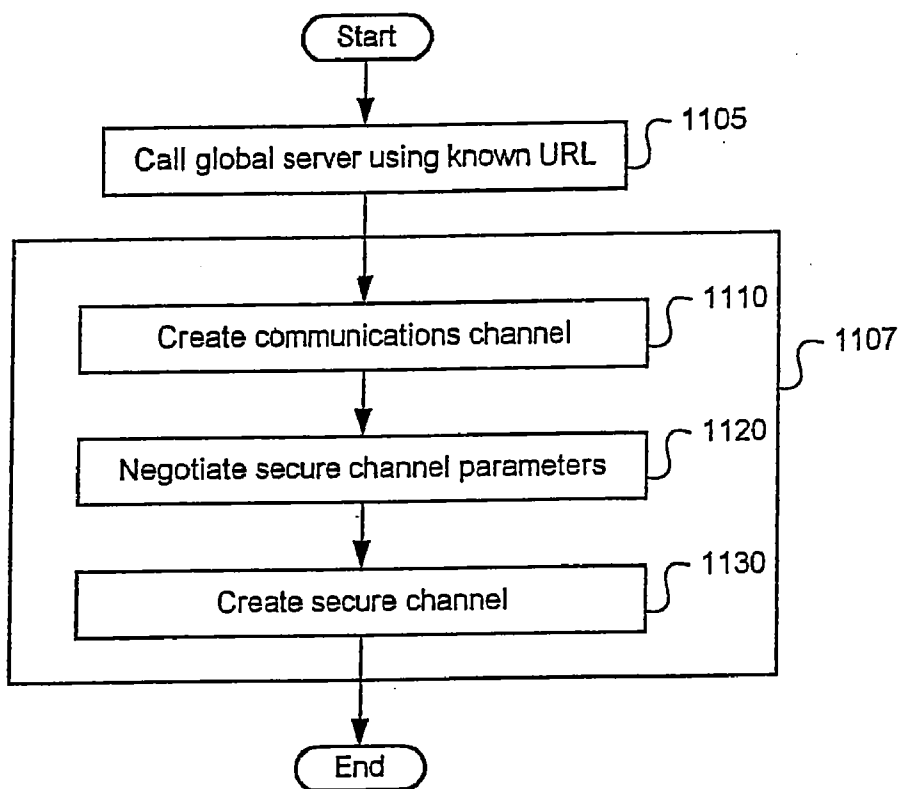 Start
Call global server using known URL
1105
Create communications channel
1110
1107
Negotiate secure channel parameters
1120
Create secure channel
1130
End